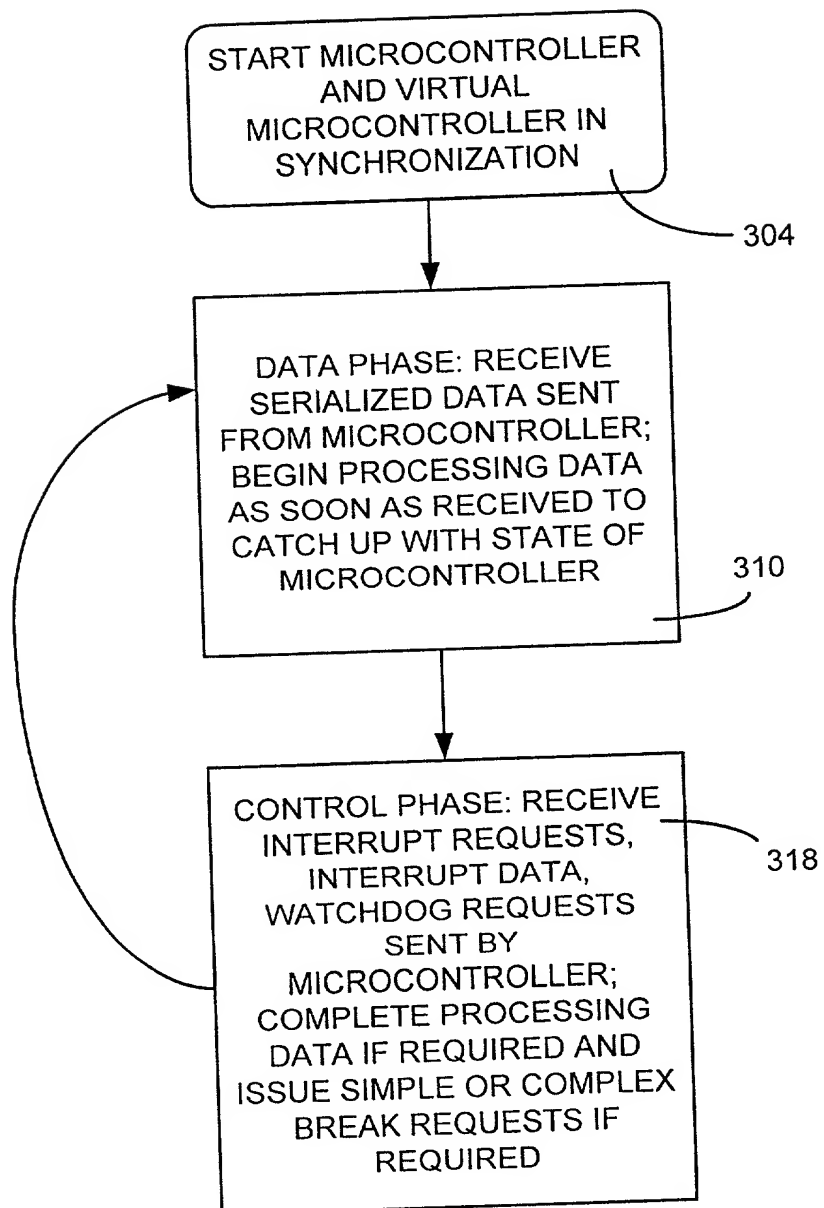 START MICROCONTROLLER
AND VIRTUAL
MICROCONTROLLER IN
SYNCHRONIZATION
304
DATA PHASE: RECEIVE
SERIALIZED DATA SENT
FROM MICROCONTROLLER;
BEGIN PROCESSING DATA
AS SOON AS RECEIVED TO
CATCH UP WITH STATE OF
MICROCONTROLLER
310
CONTROL PHASE: RECEIVE
INTERRUPT REQUESTS,
INTERRUPT DATA,
WATCHDOG REQUESTS
SENT BY
MICROCONTROLLER;
COMPLETE PROCESSING
DATA IF REQUIRED AND
ISSUE SIMPLE OR COMPLEX
BREAK REQUESTS IF
REQUIRED
318